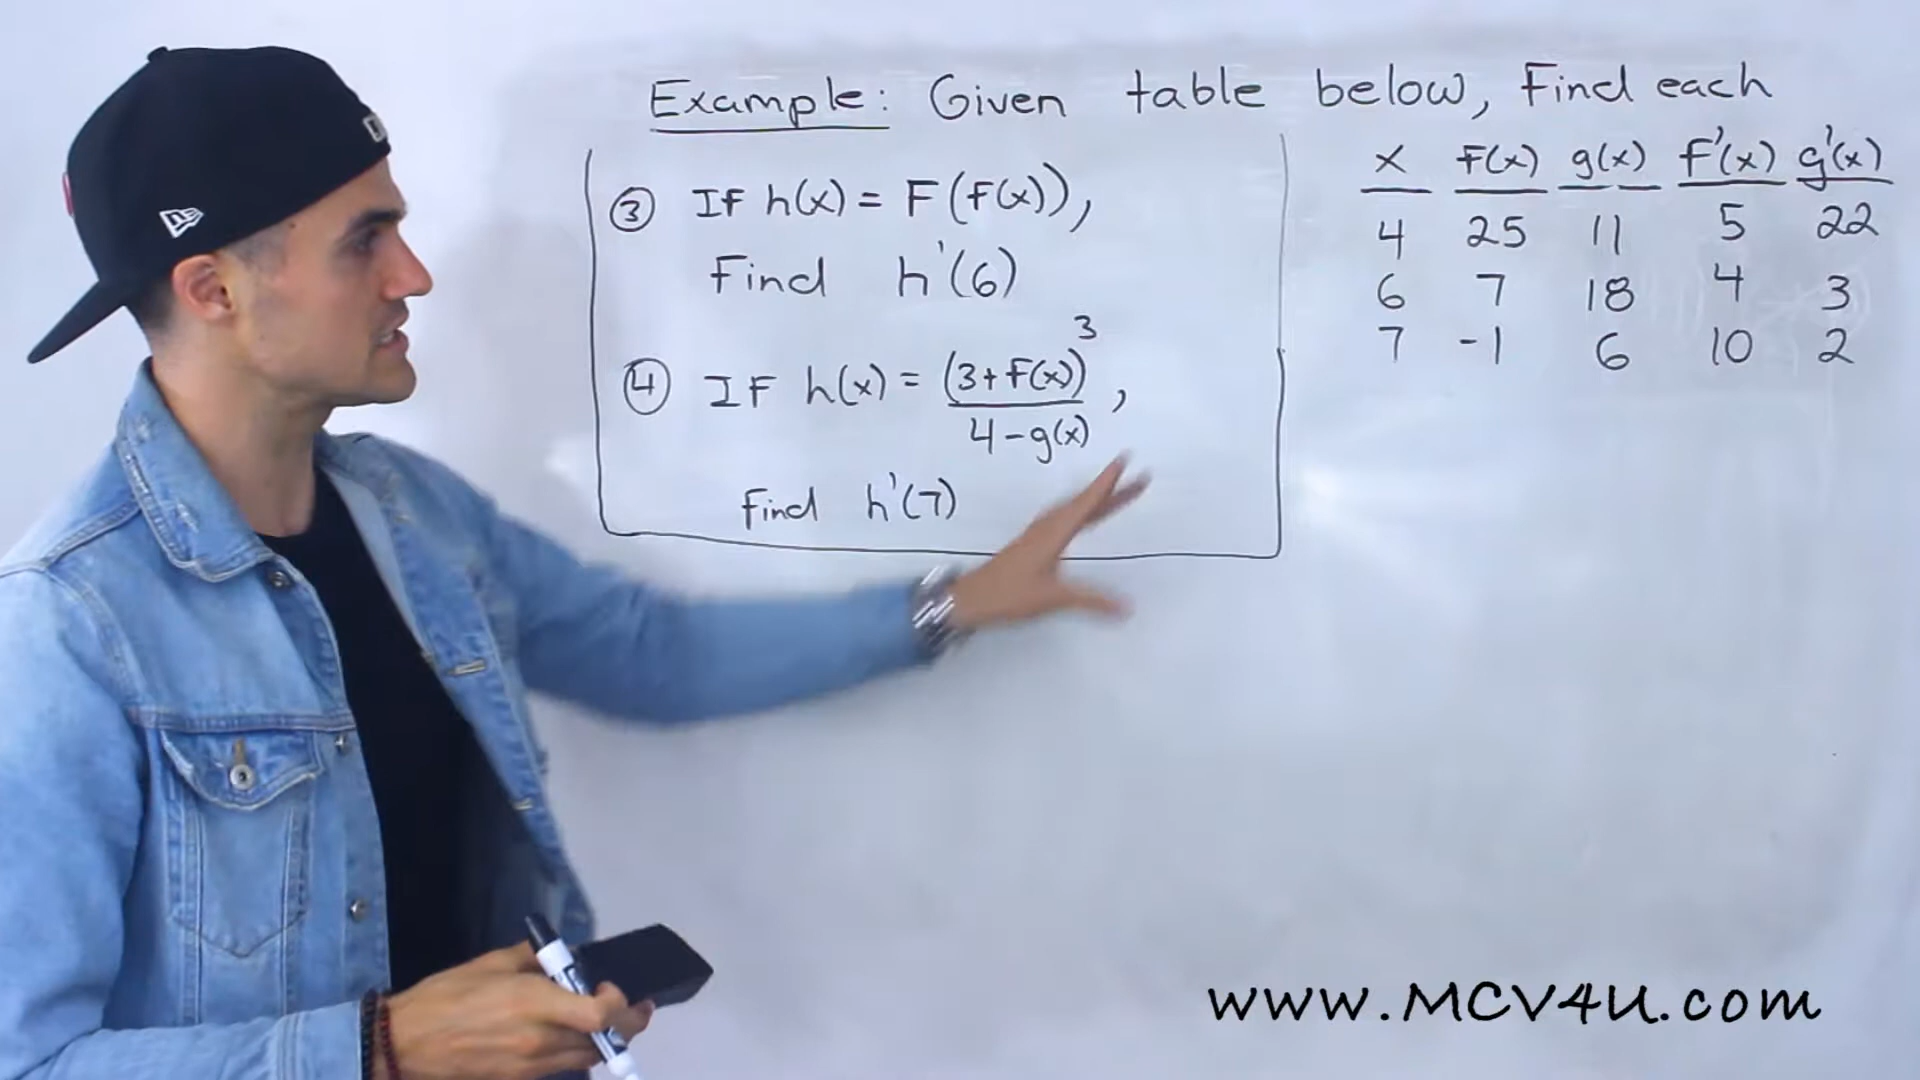 Example: Given table below, Find each
③ If h(x) = F(f(x)),
Find h'(6)
④ If h(x) = (3+f(x))³ / 4-g(x),
Find h'(7)
x f(x) g(x) f'(x) g'(x)
4 25 11 5 22
6 7 18 4 3
7 -1 6 10 2
www.MCV4U.com